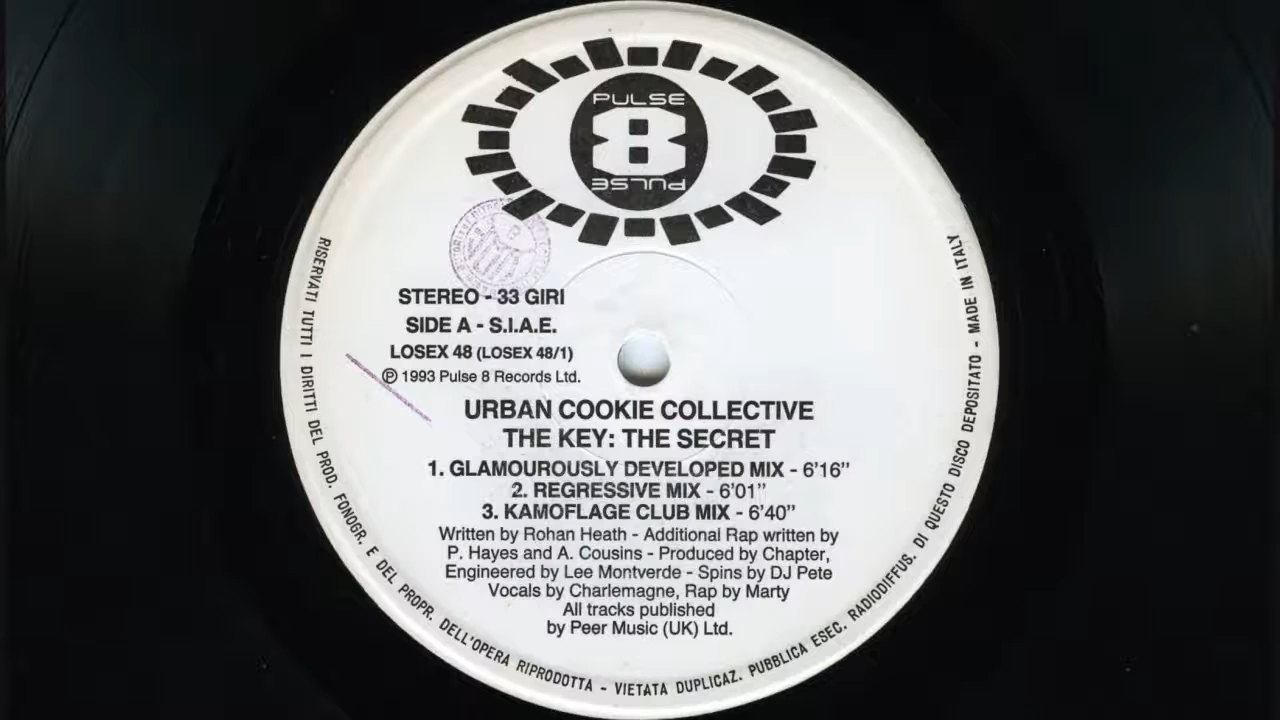 PULSE
8
PULSE
STEREO - 33 GIRI
SIDE A - S.I.A.E.
LOSEX 48 (LOSEX 48/1)
℗ 1993 Pulse 8 Records Ltd.
URBAN COOKIE COLLECTIVE
THE KEY: THE SECRET
1. GLAMOUROUSLY DEVELOPED MIX - 6'16"
2. REGRESSIVE MIX - 6'01"
3. KAMOFLAGE CLUB MIX - 6'40"
Written by Rohan Heath - Additional Rap written by
P. Hayes and A. Cousins - Produced by Chapter,
Engineered by Lee Montverde - Spins by DJ Pete
Vocals by Charlemagne, Rap by Marty
All tracks published
by Peer Music (UK) Ltd.
RISERVATI TUTTI I DIRITTI DEL PROD. FONOGR. E DEL PROPR. DELL'OPERA RIPRODOTTA - VIETATA DUPLICAZ. PUBBLICA ESEC. RADIODIFFUS. DI QUESTO DISCO DEPOSITATO - MADE IN ITALY